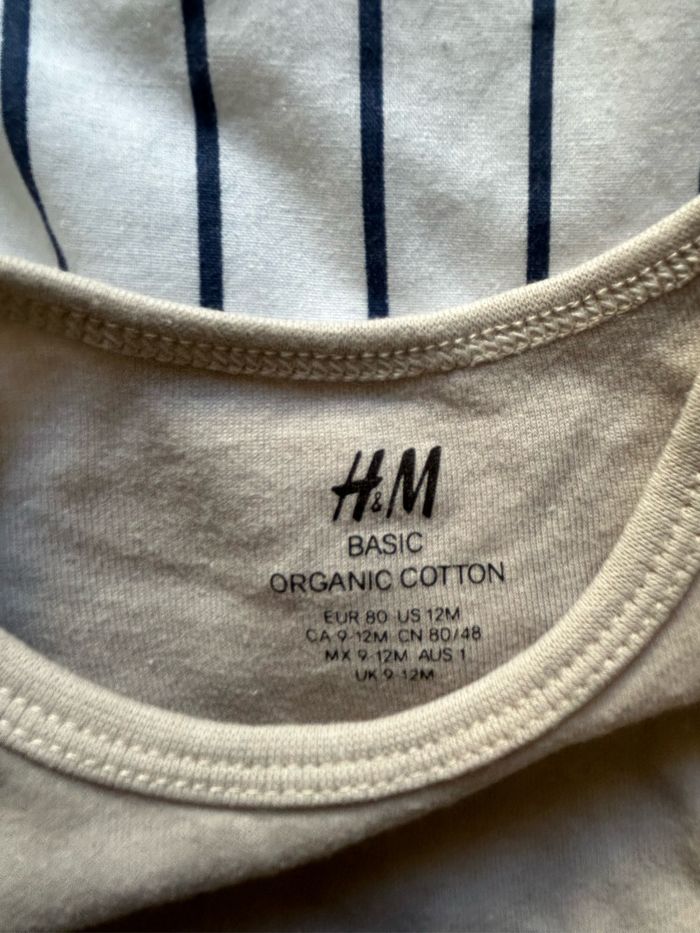 H&M
BASIC
ORGANIC COTTON
EUR 80 US 12M
CA 9-12M CN 80/48
MX 9-12M AUS 1
UK 9-12M